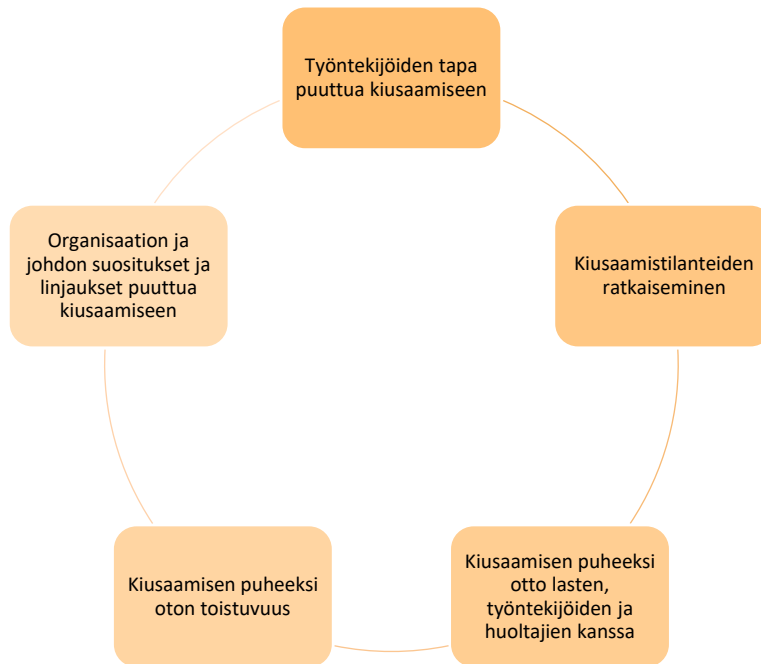 Työntekijöiden tapa
puuttua kiusaamiseen
Kiusaamistilanteiden
ratkaiseminen
Kiusaamisen puheeksi
otto lasten,
työntekijöiden ja
huoltajien kanssa
Kiusaamisen puheeksi
oton toistuvuus
Organisaation ja
johdon suositukset ja
linjaukset puuttua
kiusaamiseen